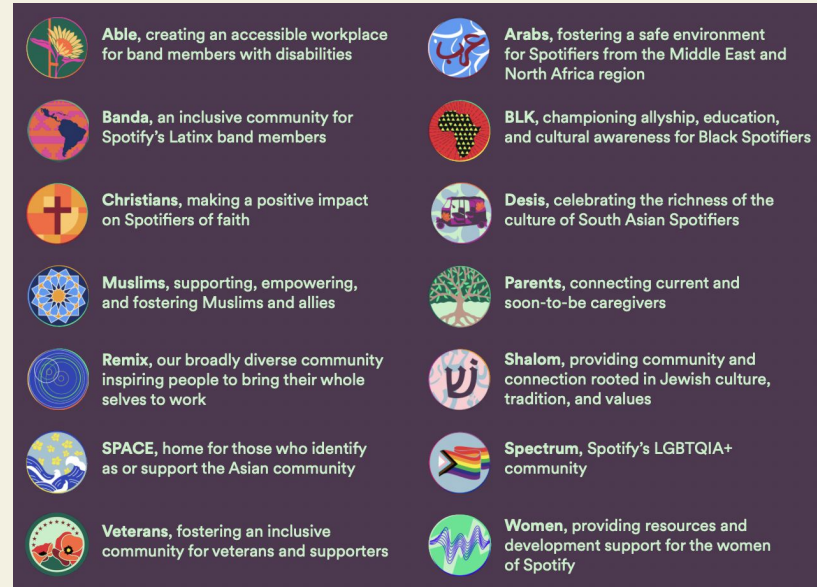 Able, creating an accessible workplace
for band members with disabilities
Arabs, fostering a safe environment
for Spotifiers from the Middle East and
North Africa region
Banda, an inclusive community for
Spotify's Latinx band members
BLK, championing allyship, education,
and cultural awareness for Black Spotifiers
Christians, making a positive impact
on Spotifiers of faith
Desis, celebrating the richness of the
culture of South Asian Spotifiers
Muslims, supporting, empowering,
and fostering Muslims and allies
Parents, connecting current and
soon-to-be caregivers
Remix, our broadly diverse community
inspiring people to bring their whole
selves to work
Shalom, providing community and
connection rooted in Jewish culture,
tradition, and values
SPACE, home for those who identify
as or support the Asian community
Spectrum, Spotify's LGBTQIA+
community
Veterans, fostering an inclusive
community for veterans and supporters
Women, providing resources and
development support for the women
of Spotify